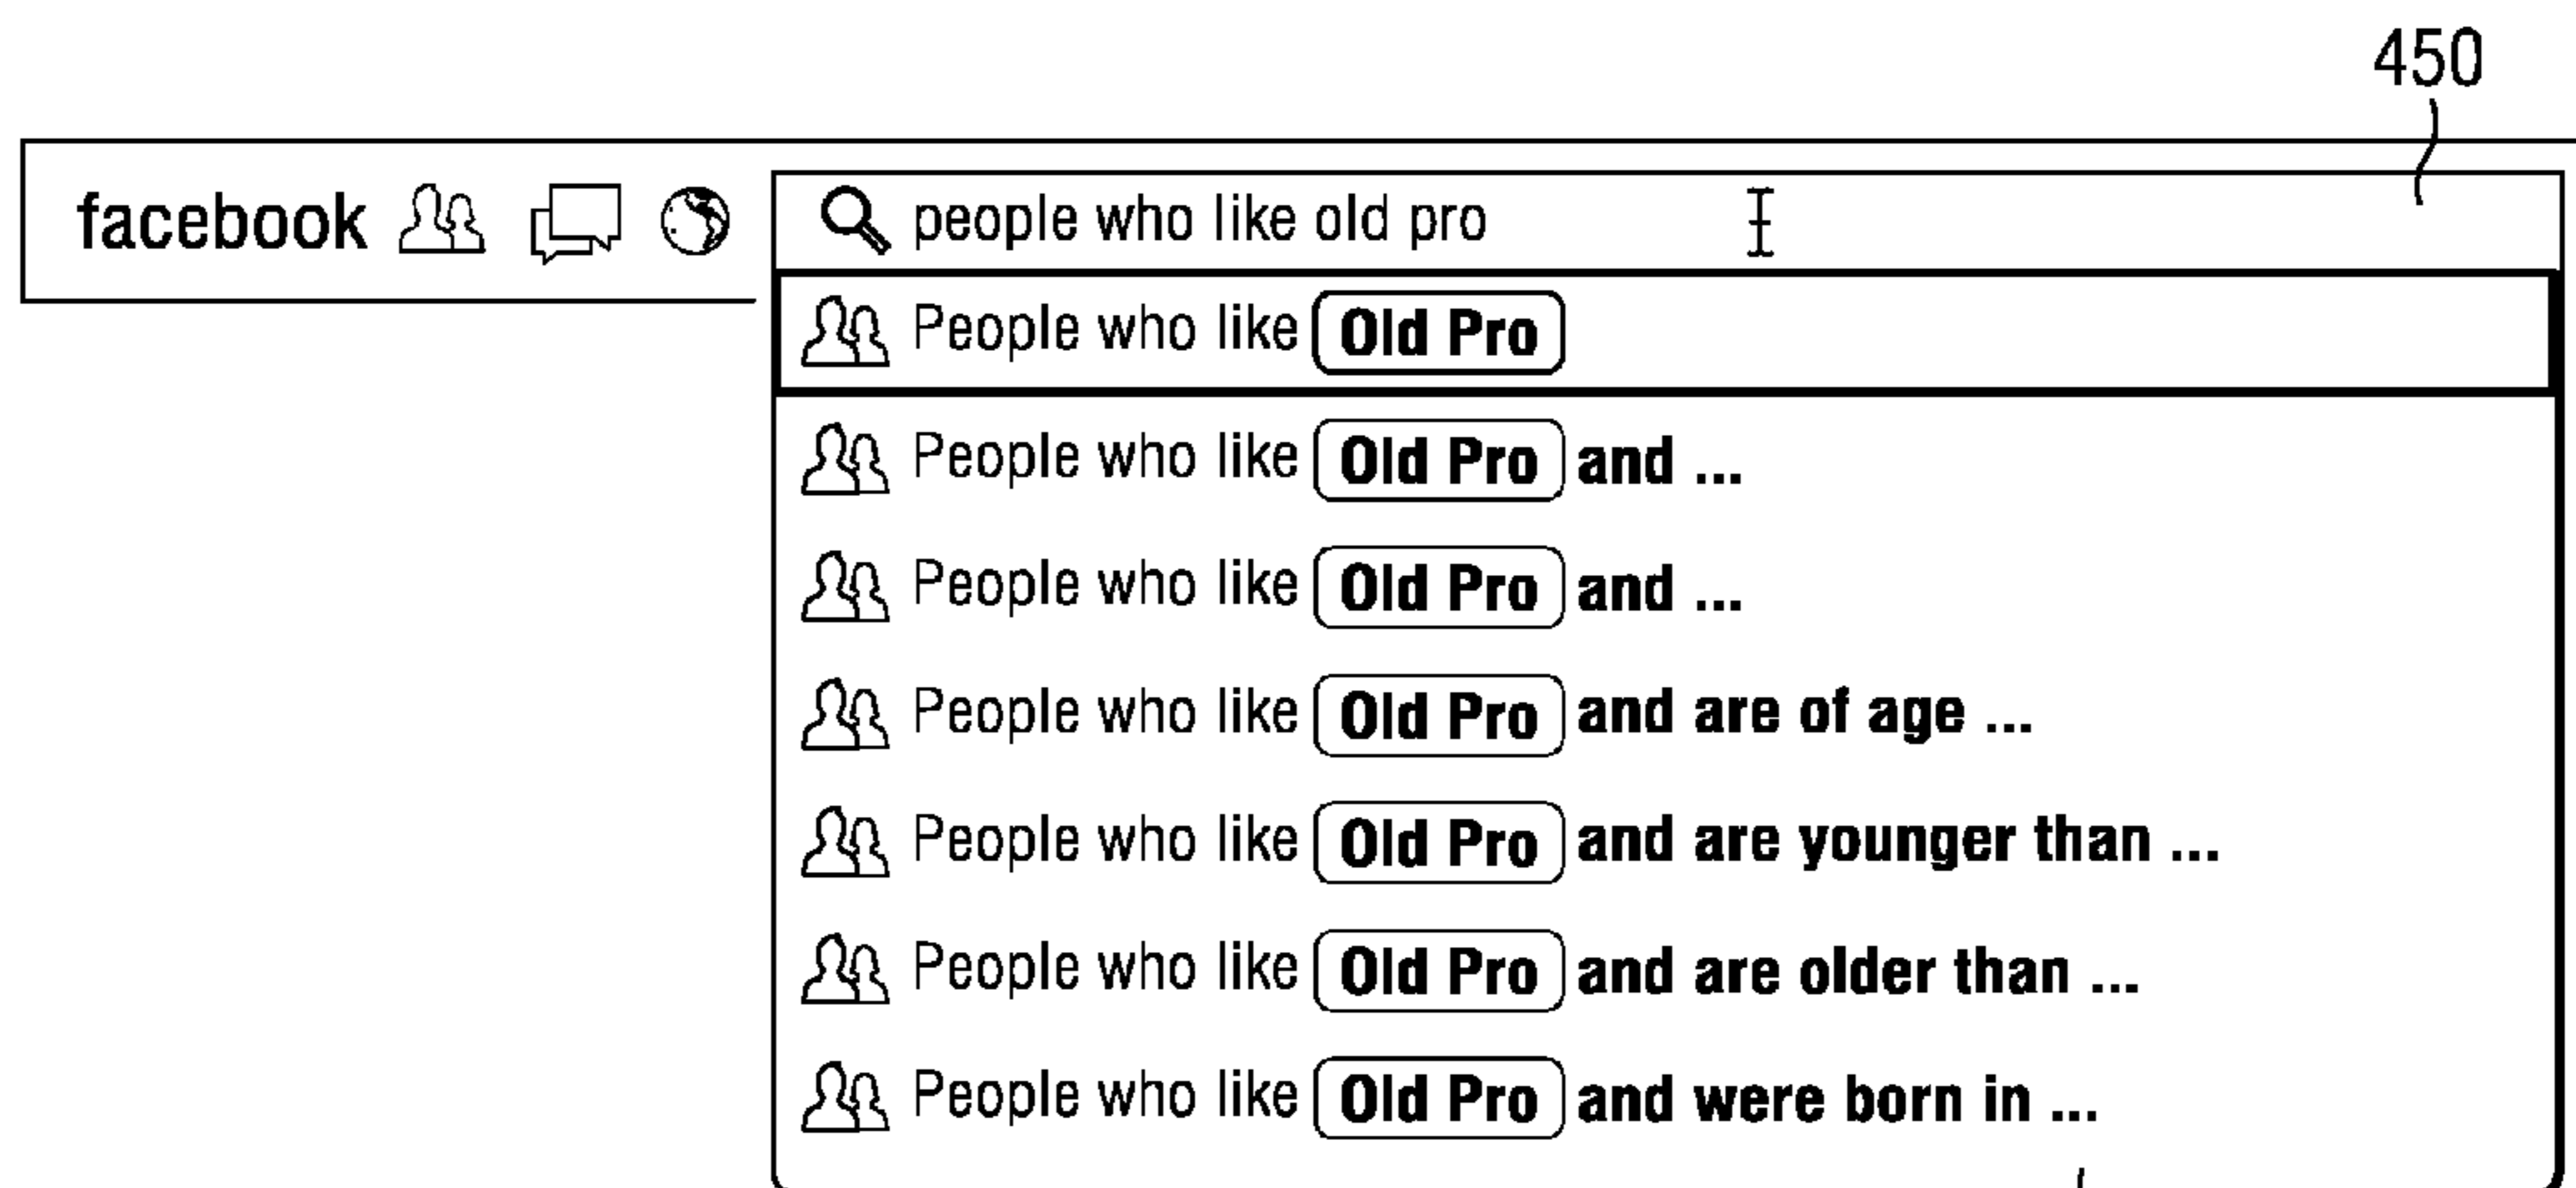 450
facebook people who like old pro
People who like Old Pro
People who like Old Pro and ...
People who like Old Pro and ...
People who like Old Pro and are of age ...
People who like Old Pro and are younger than ...
People who like Old Pro and are older than ...
People who like Old Pro and were born in ...